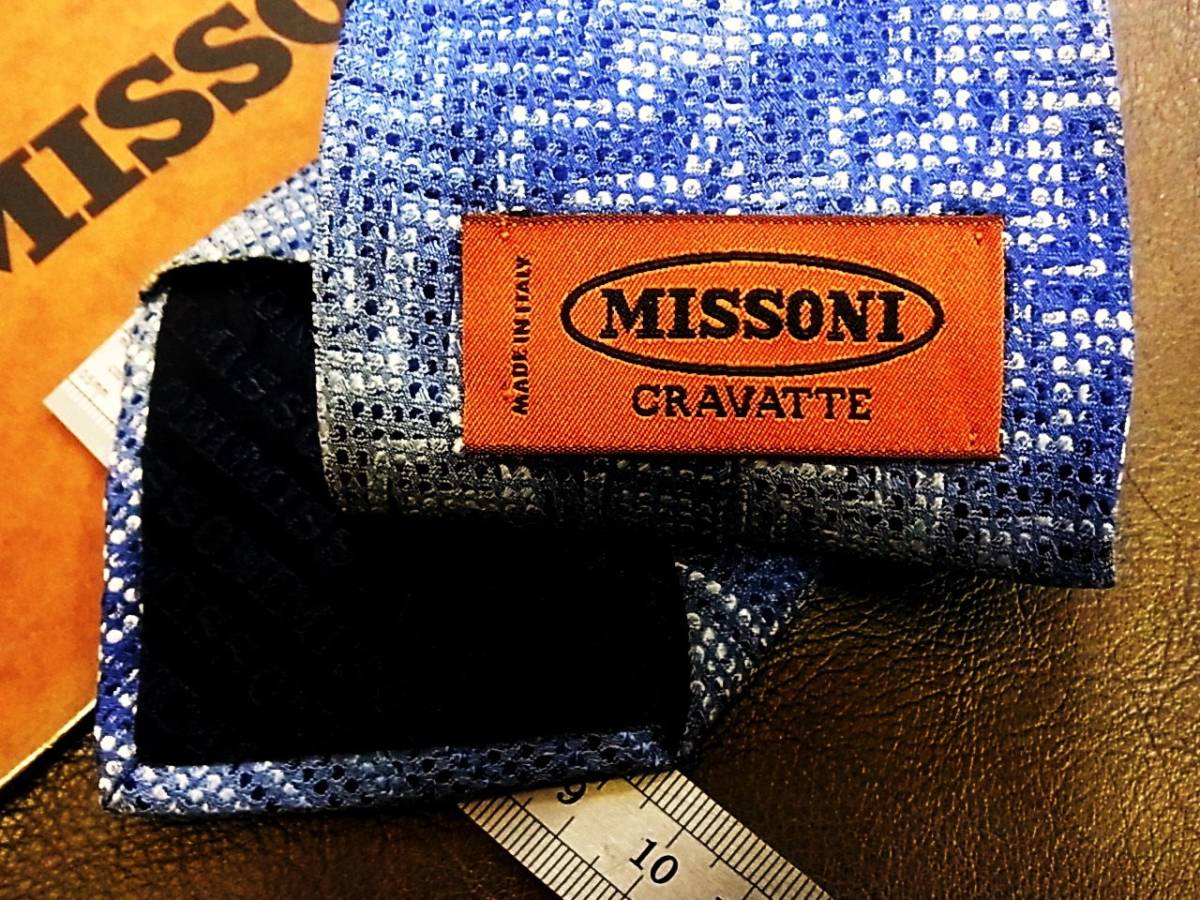 MISSO
MADE IN ITALY
MISSONI
CRAVATTE
9
10